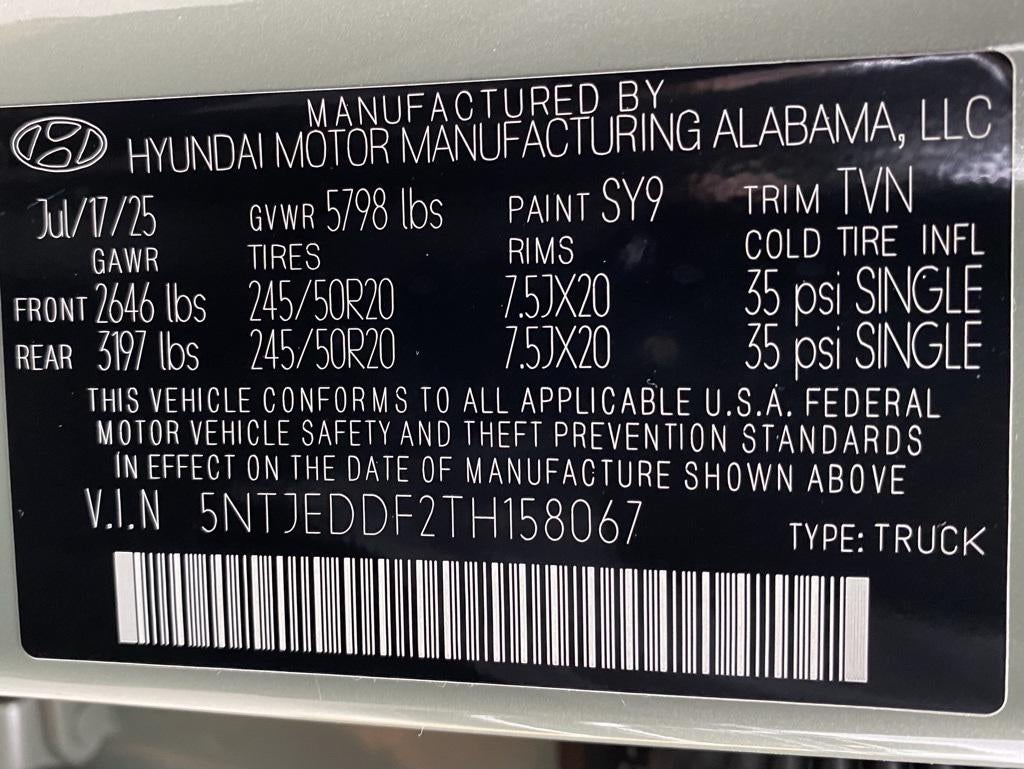 MANUFACTURED BY
HYUNDAI MOTOR MANUFACTURING ALABAMA, LLC
Jul/17/25 GVWR 5798 lbs PAINT SY9 TRIM TVN
GAWR TIRES RIMS COLD TIRE INFL
FRONT 2646 lbs 245/50R20 7.5JX20 35 psi SINGLE
REAR 3197 lbs 245/50R20 7.5JX20 35 psi SINGLE
THIS VEHICLE CONFORMS TO ALL APPLICABLE U.S.A. FEDERAL
MOTOR VEHICLE SAFETY AND THEFT PREVENTION STANDARDS
IN EFFECT ON THE DATE OF MANUFACTURE SHOWN ABOVE
V.I.N 5NTJEDDF2TH158067 TYPE: TRUCK